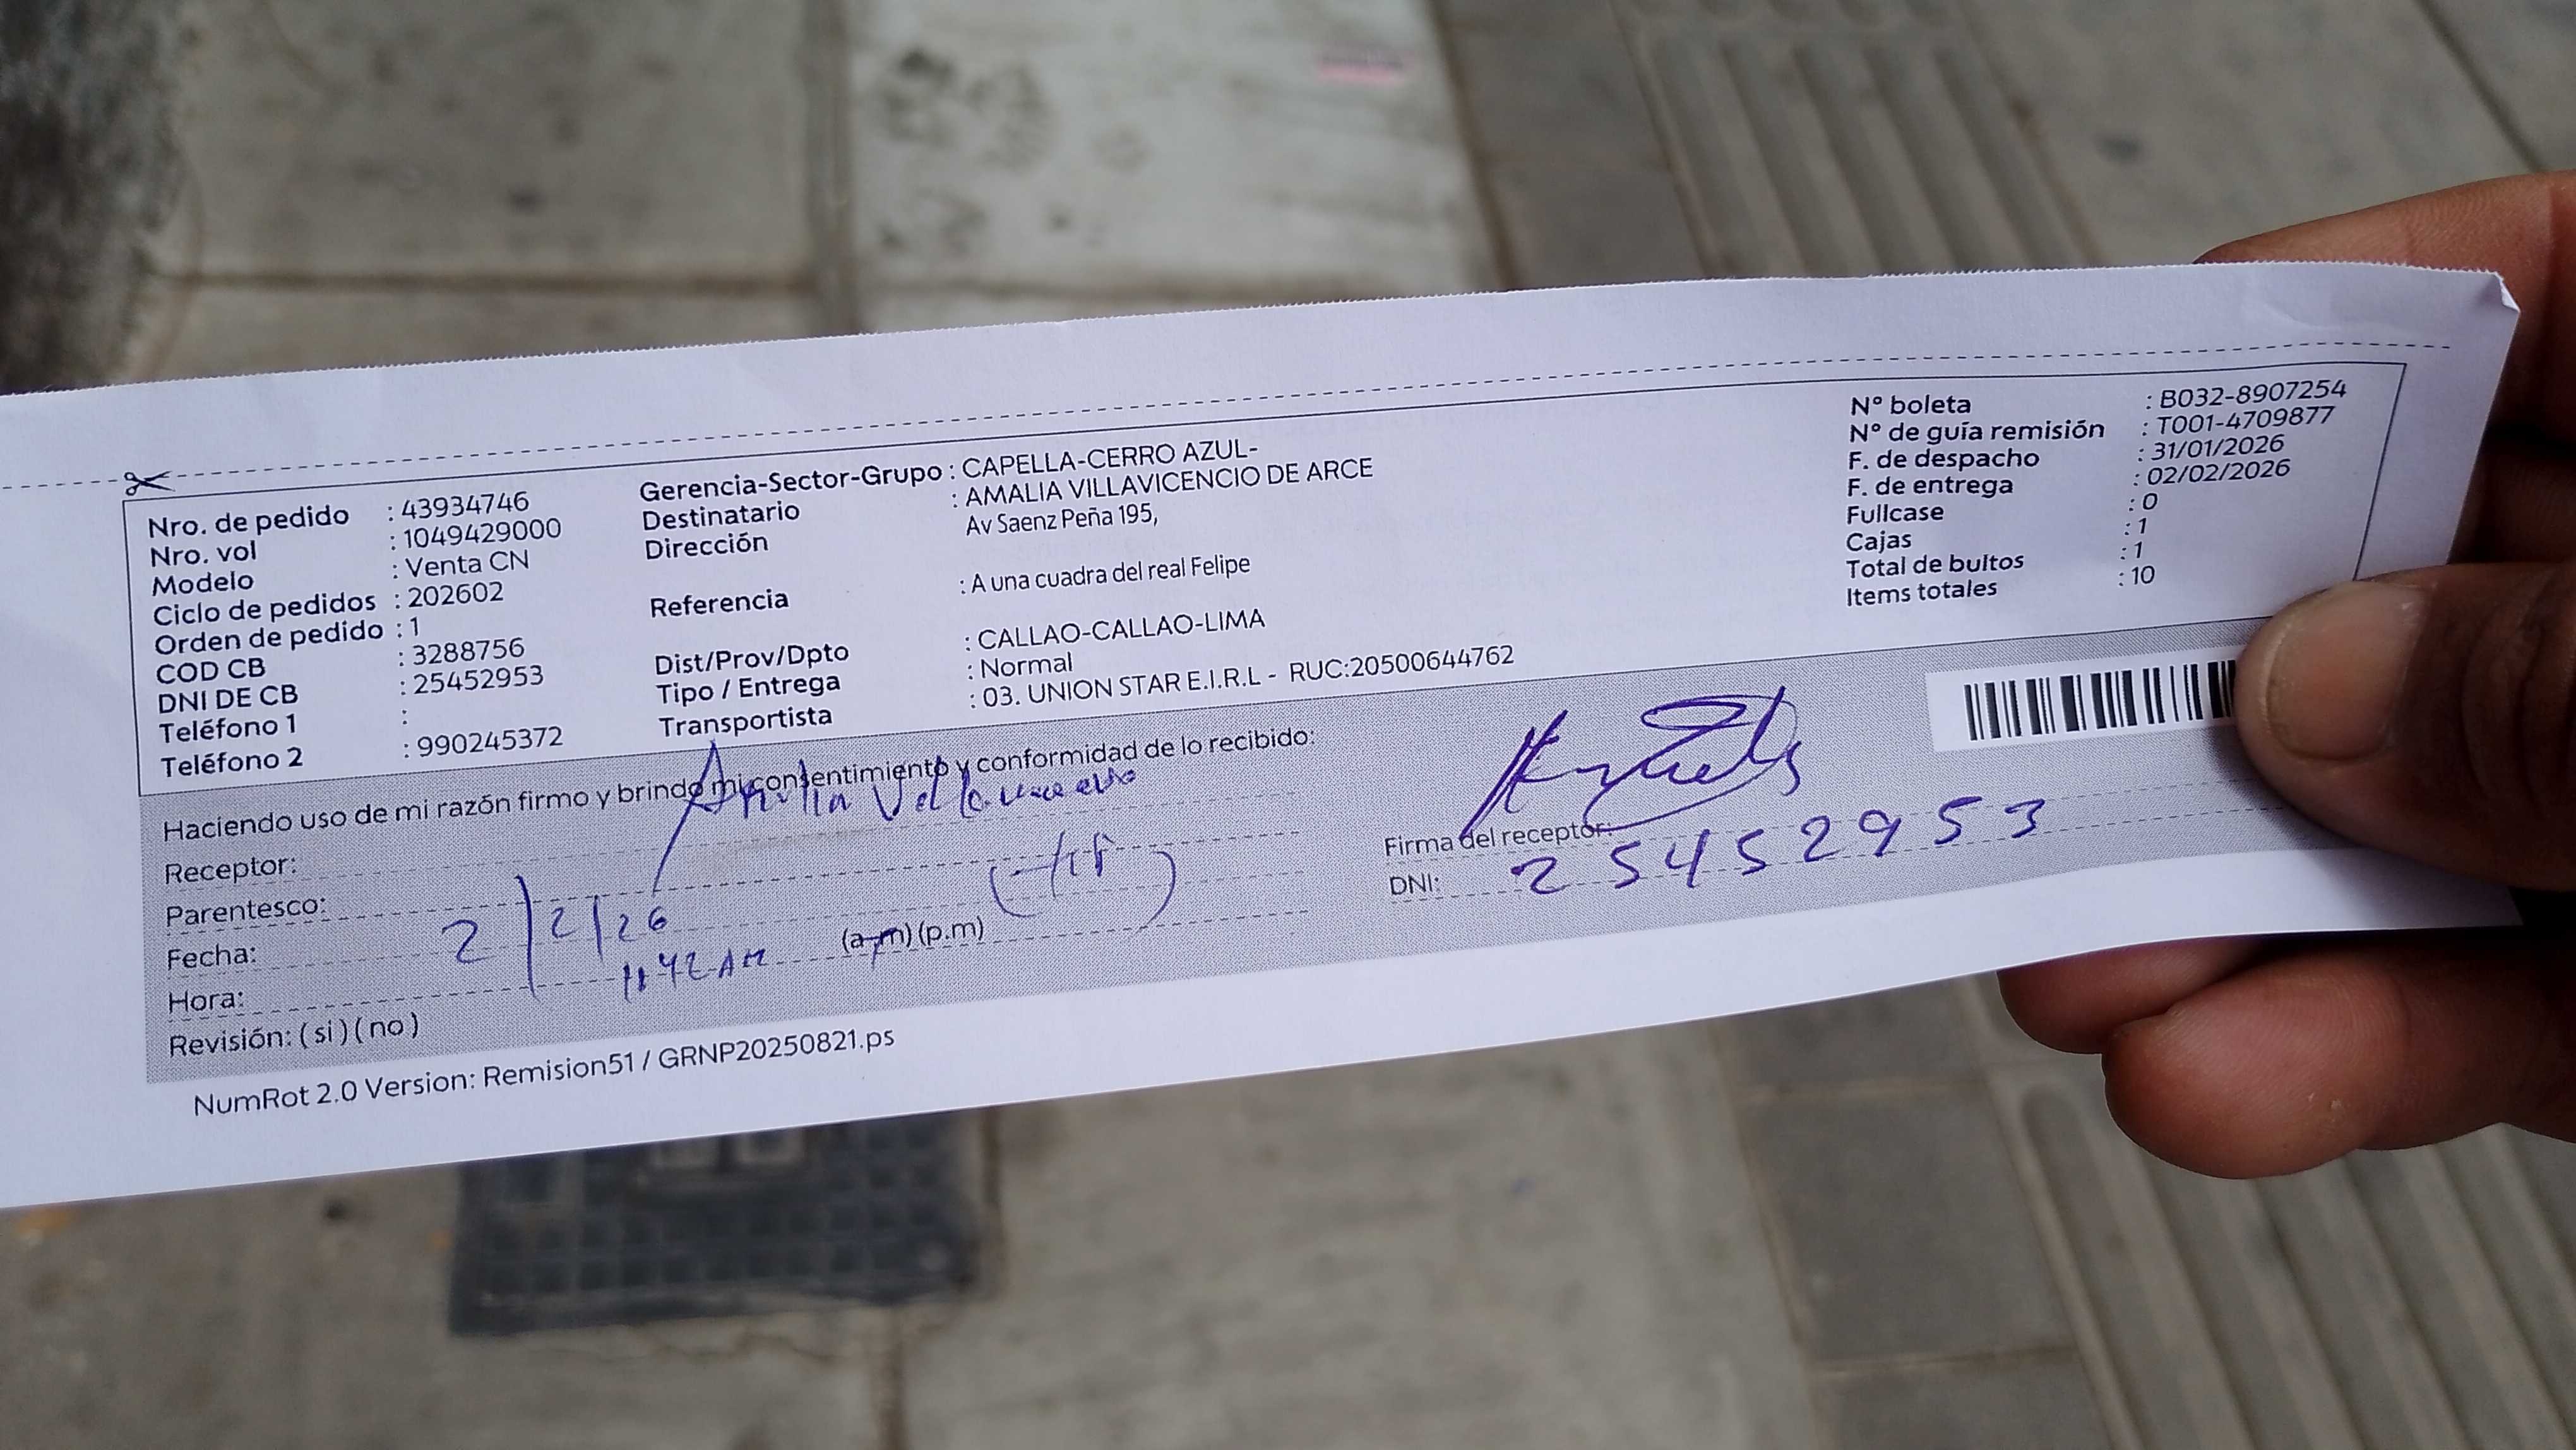 Nro. de pedido : 43934746
Nro. vol : 1049429000
Modelo : Venta CN
Ciclo de pedidos : 202602
Orden de pedido : 1
COD CB : 3288756
DNI DE CB : 25452953
Teléfono 1 :
Teléfono 2 : 990245372
Gerencia-Sector-Grupo : CAPELLA-CERRO AZUL-
Destinatario : AMALIA VILLAVICENCIO DE ARCE
Dirección Av Saenz Peña 195,
Referencia : A una cuadra del real Felipe
Dist/Prov/Dpto : CALLAO-CALLAO-LIMA
Tipo / Entrega : Normal
Transportista : 03. UNION STAR E.I.R.L - RUC:20500644762
Nº boleta : B032-8907254
Nº de guía remisión : T001-4709877
F. de despacho : 31/01/2026
F. de entrega : 02/02/2026
Fullcase : 0
Cajas : 1
Total de bultos : 1
Items totales : 10
Haciendo uso de mi razón firmo y brindo mi consentimiento y conformidad de lo recibido:
Receptor:
Parentesco:
Fecha: 2/2/26
Hora: 11:42 AM (a.m) (p.m)
Revisión: ( si ) ( no )
Firma del receptor:
DNI: 25452953
NumRot 2.0 Version: Remision51 / GRNP20250821.ps